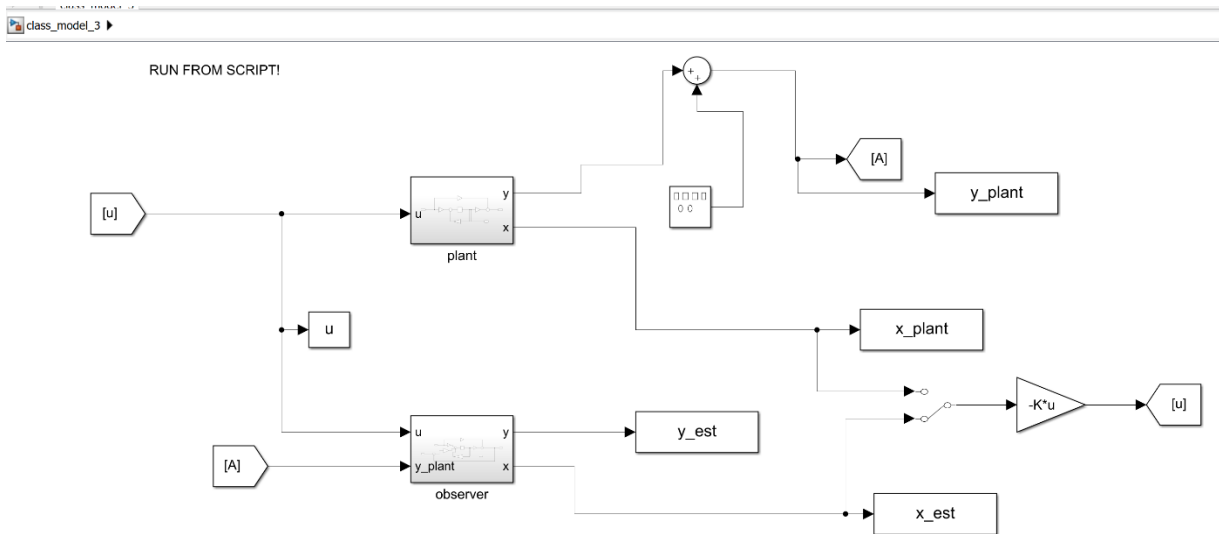 class_model_3
RUN FROM SCRIPT!
[A]
y_plant
[u]
u
y
x
plant
u
x_plant
-K*u
[u]
[A]
u
y_plant
y
x
observer
y_est
x_est